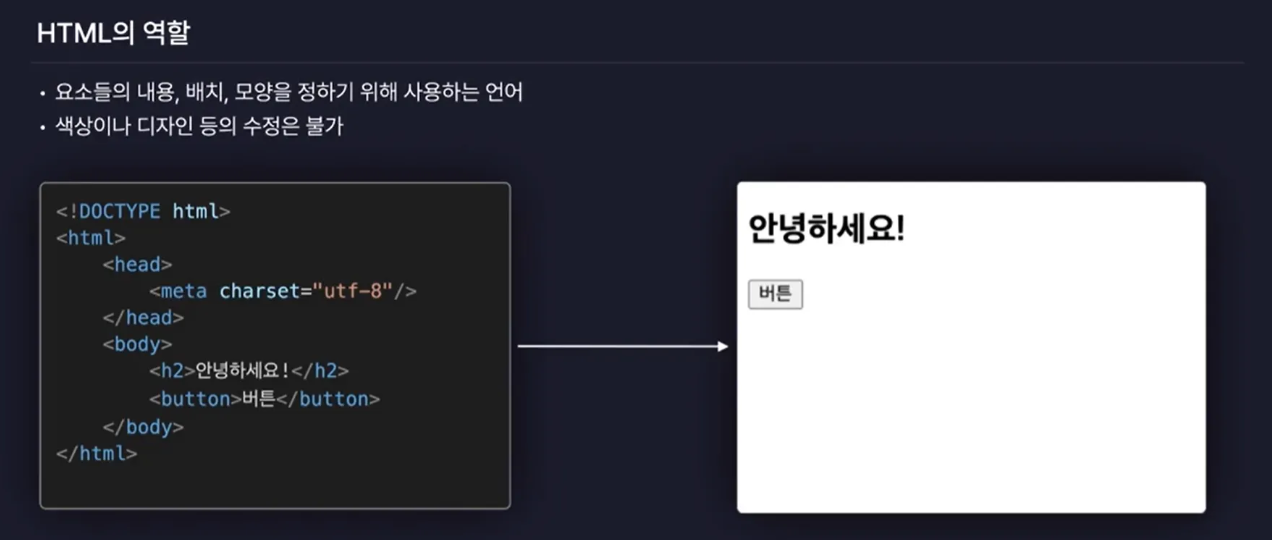 HTML의 역할
• 요소들의 내용, 배치, 모양을 정하기 위해 사용하는 언어
• 색상이나 디자인 등의 수정은 불가
<!DOCTYPE html>
<html>
    <head>
        <meta charset="utf-8"/>
    </head>
    <body>
        <h2>안녕하세요!</h2>
        <button>버튼</button>
    </body>
</html>
안녕하세요!
버튼